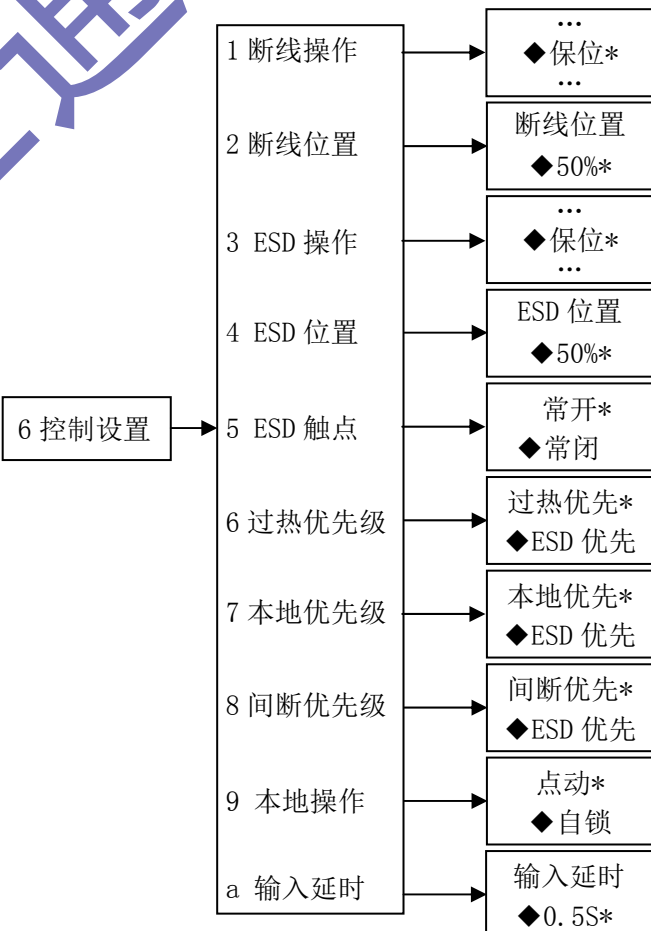 6 控制设置
1 断线操作
…
◆保位*
…
2 断线位置
断线位置
◆50%*
3 ESD 操作
…
◆保位*
…
4 ESD 位置
ESD 位置
◆50%*
5 ESD 触点
常开*
◆常闭
6 过热优先级
过热优先*
◆ESD 优先
7 本地优先级
本地优先*
◆ESD 优先
8 间断优先级
间断优先*
◆ESD 优先
9 本地操作
点动*
◆自锁
a 输入延时
输入延时
◆0.5S*